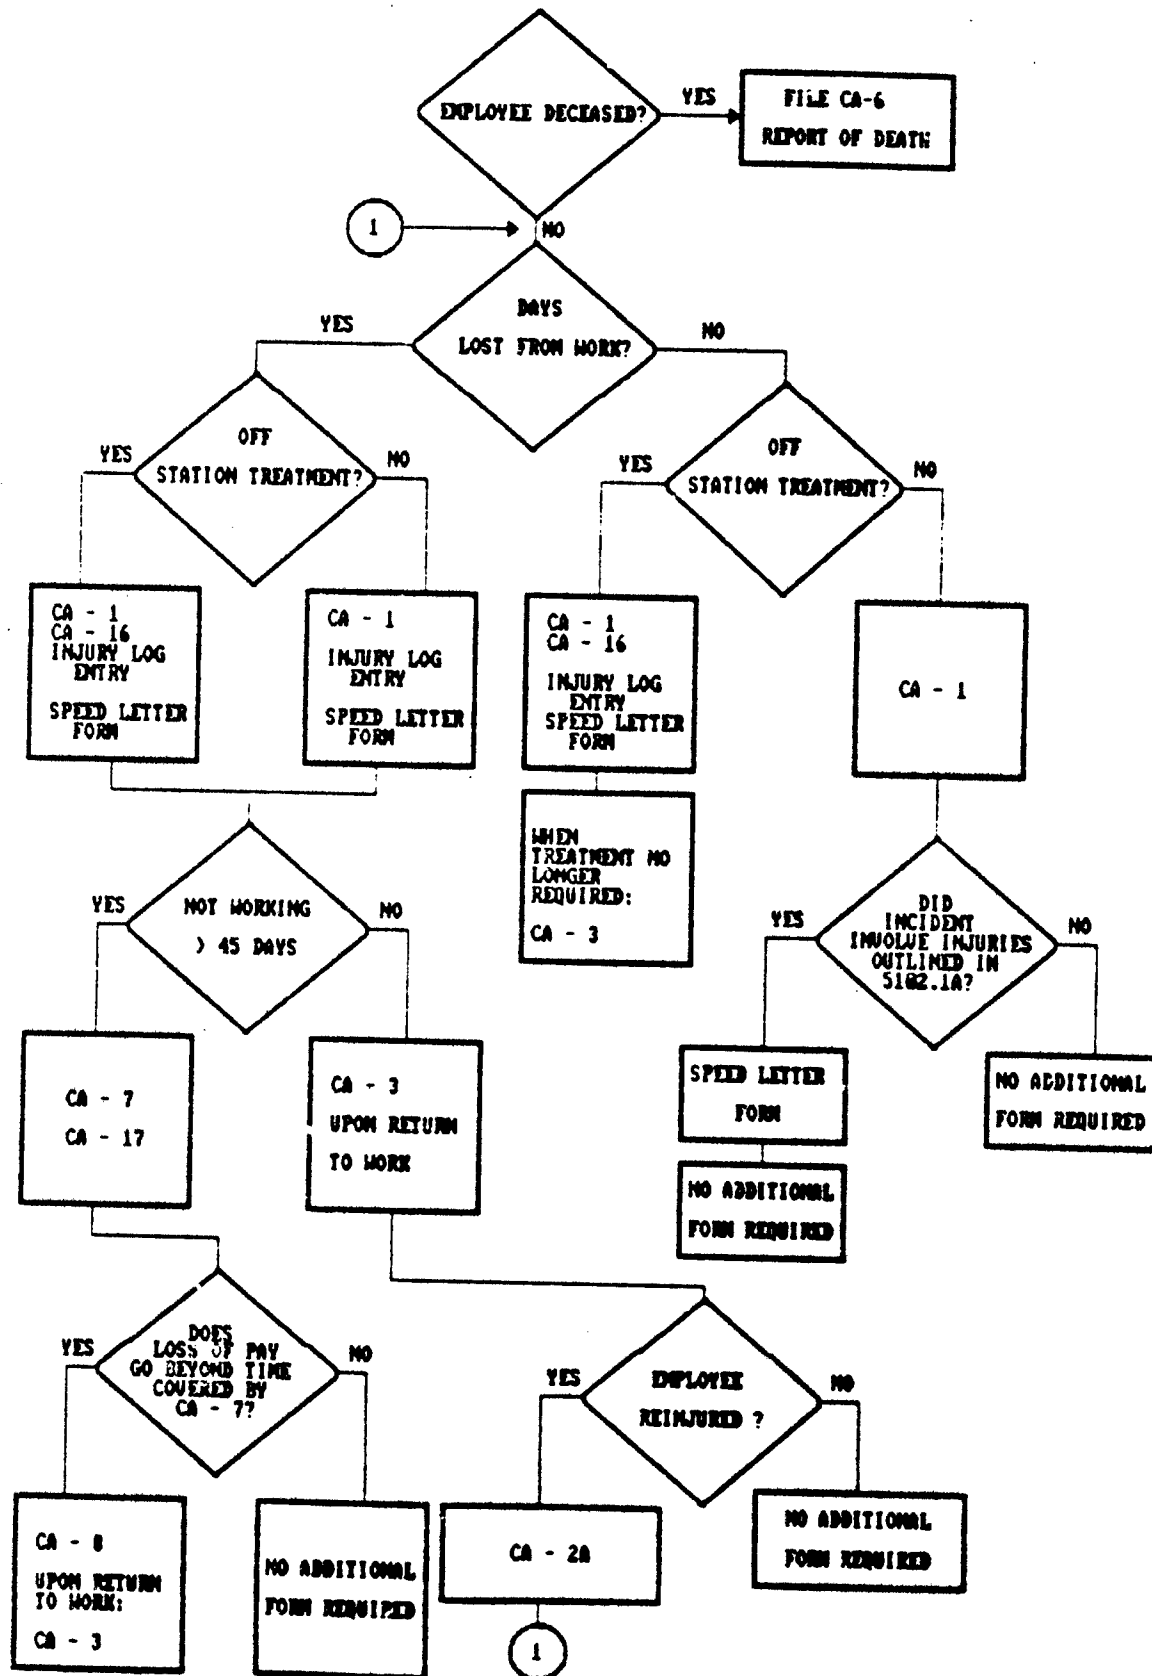 EMPLOYEE DECEASED?
YES
FILE CA-6
REPORT OF DEATH
1
NO
DAYS
LOST FROM WORK?
YES
NO
OFF
STATION TREATMENT?
YES
NO
OFF
STATION TREATMENT?
YES
NO
CA - 1
CA - 16
INJURY LOG
ENTRY
SPEED LETTER
FORM
CA - 1
INJURY LOG
ENTRY
SPEED LETTER
FORM
CA - 1
CA - 16
INJURY LOG
ENTRY
SPEED LETTER
FORM
CA - 1
WHEN
TREATMENT NO
LONGER
REQUIRED:
CA - 3
YES
NOT WORKING
> 45 DAYS
NO
YES
DID
INCIDENT
INVOLVE INJURIES
OUTLINED IN
5102.1A?
NO
CA - 7
CA - 17
CA - 3
UPON RETURN
TO WORK
SPEED LETTER
FORM
NO ADDITIONAL
FORM REQUIRED
NO ADDITIONAL
FORM REQUIRED
YES
DOES
LOSS OF PAY
GO BEYOND TIME
COVERED BY
CA - 7?
NO
YES
EMPLOYEE
REINJURED ?
NO
CA - 8
UPON RETURN
TO WORK:
CA - 3
NO ADDITIONAL
FORM REQUIRED
CA - 2A
NO ADDITIONAL
FORM REQUIRED
1